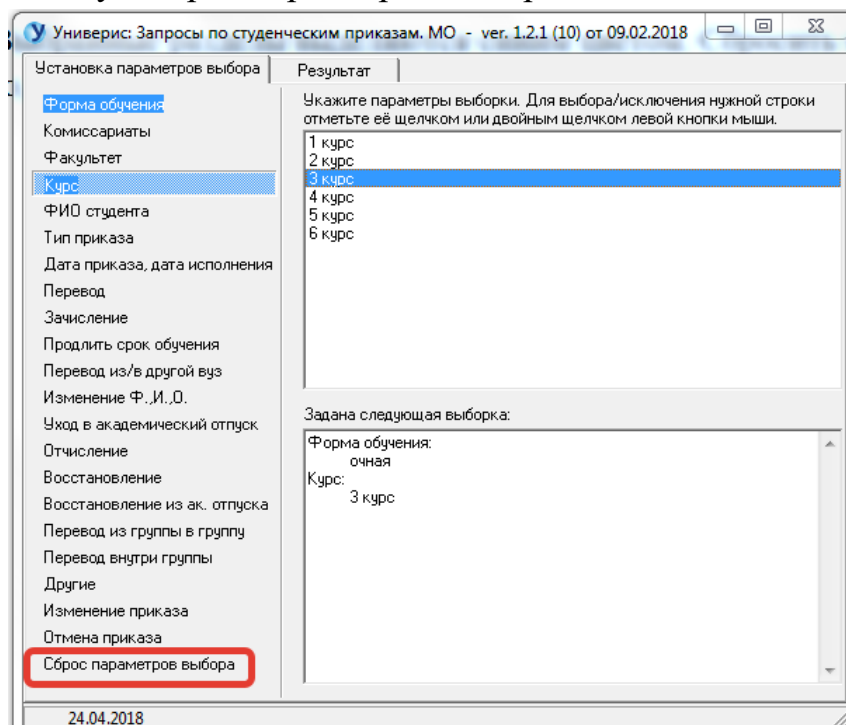 Универис: Запросы по студенческим приказам. МО - ver. 1.2.1 (10) от 09.02.2018
Установка параметров выбора
Результат
Форма обучения
Комиссариаты
Факультет
Курс
ФИО студента
Тип приказа
Дата приказа, дата исполнения
Перевод
Зачисление
Продлить срок обучения
Перевод из/в другой вуз
Изменение Ф.,И.,О.
Уход в академический отпуск
Отчисление
Восстановление
Восстановление из ак. отпуска
Перевод из группы в группу
Перевод внутри группы
Другие
Изменение приказа
Отмена приказа
Сброс параметров выбора
Укажите параметры выборки. Для выбора/исключения нужной строки
отметьте её щелчком или двойным щелчком левой кнопки мыши.
1 курс
2 курс
3 курс
4 курс
5 курс
6 курс
Задана следующая выборка:
Форма обучения:
очная
Курс:
3 курс
24.04.2018